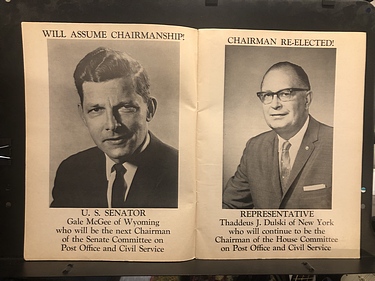 WILL ASSUME CHAIRMANSHIP!
U. S. SENATOR
Gale McGee of Wyoming
who will be the next Chairman
of the Senate Committee on
Post Office and Civil Service
CHAIRMAN RE-ELECTED!
REPRESENTATIVE
Thaddeus J. Dulski of New York
who will continue to be the
Chairman of the House Committee
on Post Office and Civil Service